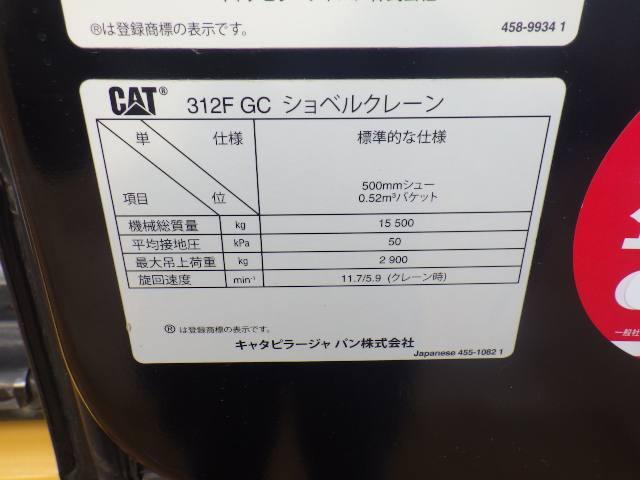 ®は登録商標の表示です。
458-9934 1
CAT® 312F GC ショベルクレーン
単 仕様 標準的な仕様
項目 位 500mmシュー
0.52m³バケット
機械総質量 kg 15 500
平均接地圧 kPa 50
最大吊上荷重 kg 2 900
旋回速度 min⁻¹ 11.7/5.9 (クレーン時)
® は登録商標の表示です。
キャタピラージャパン株式会社
Japanese 455-1082 1
一般社